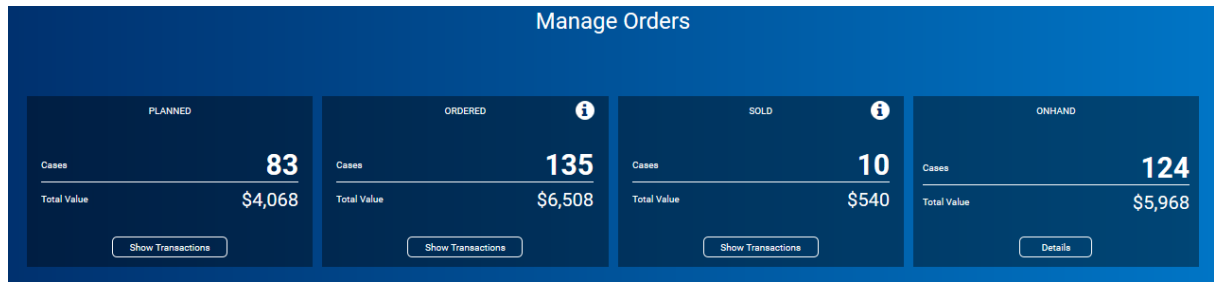 Manage Orders
PLANNED
Cases 83
Total Value $4,068
Show Transactions
ORDERED
Cases 135
Total Value $6,508
Show Transactions
SOLD
Cases 10
Total Value $540
Show Transactions
ONHAND
Cases 124
Total Value $5,968
Details